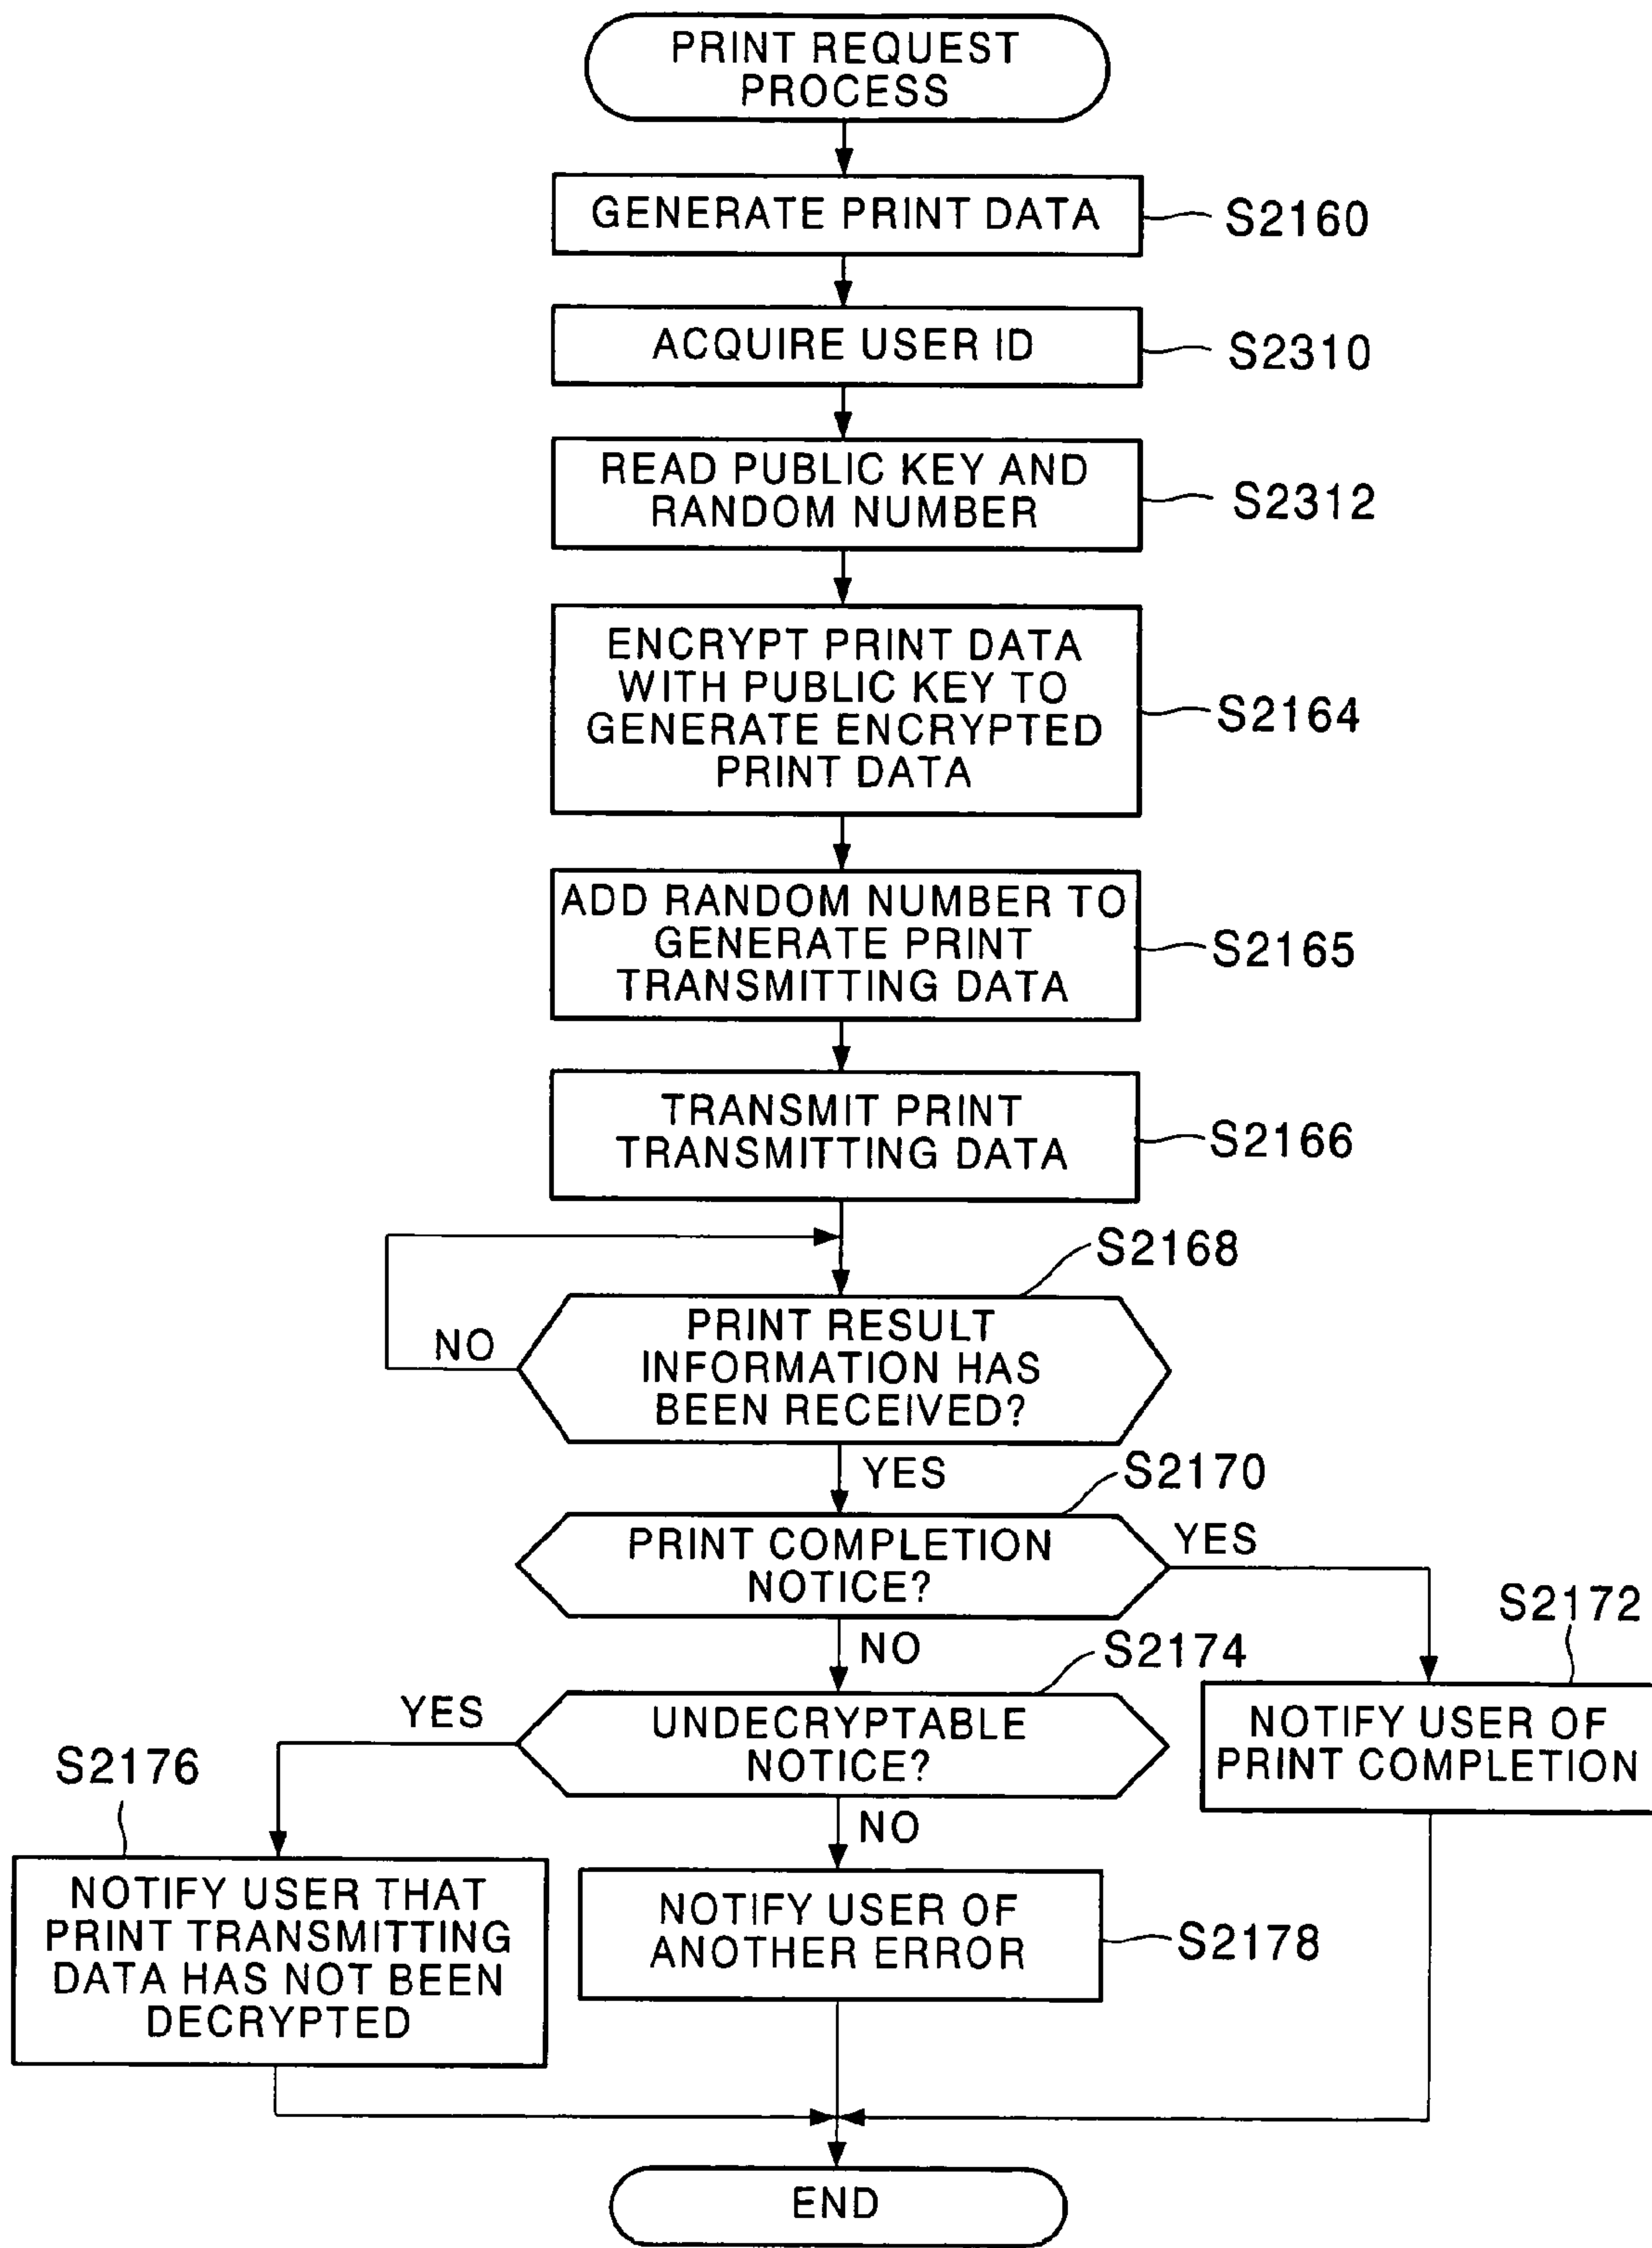 PRINT REQUEST
PROCESS
GENERATE PRINT DATA
S2160
ACQUIRE USER ID
S2310
READ PUBLIC KEY AND
RANDOM NUMBER
S2312
ENCRYPT PRINT DATA
WITH PUBLIC KEY TO
GENERATE ENCRYPTED
PRINT DATA
S2164
ADD RANDOM NUMBER TO
GENERATE PRINT
TRANSMITTING DATA
S2165
TRANSMIT PRINT
TRANSMITTING DATA
S2166
S2168
PRINT RESULT
INFORMATION HAS
BEEN RECEIVED?
NO
YES
S2170
PRINT COMPLETION
NOTICE?
YES
NO
S2172
NOTIFY USER OF
PRINT COMPLETION
S2174
UNDECRYPTABLE
NOTICE?
YES
NO
S2176
NOTIFY USER THAT
PRINT TRANSMITTING
DATA HAS NOT BEEN
DECRYPTED
NOTIFY USER OF
ANOTHER ERROR
S2178
END